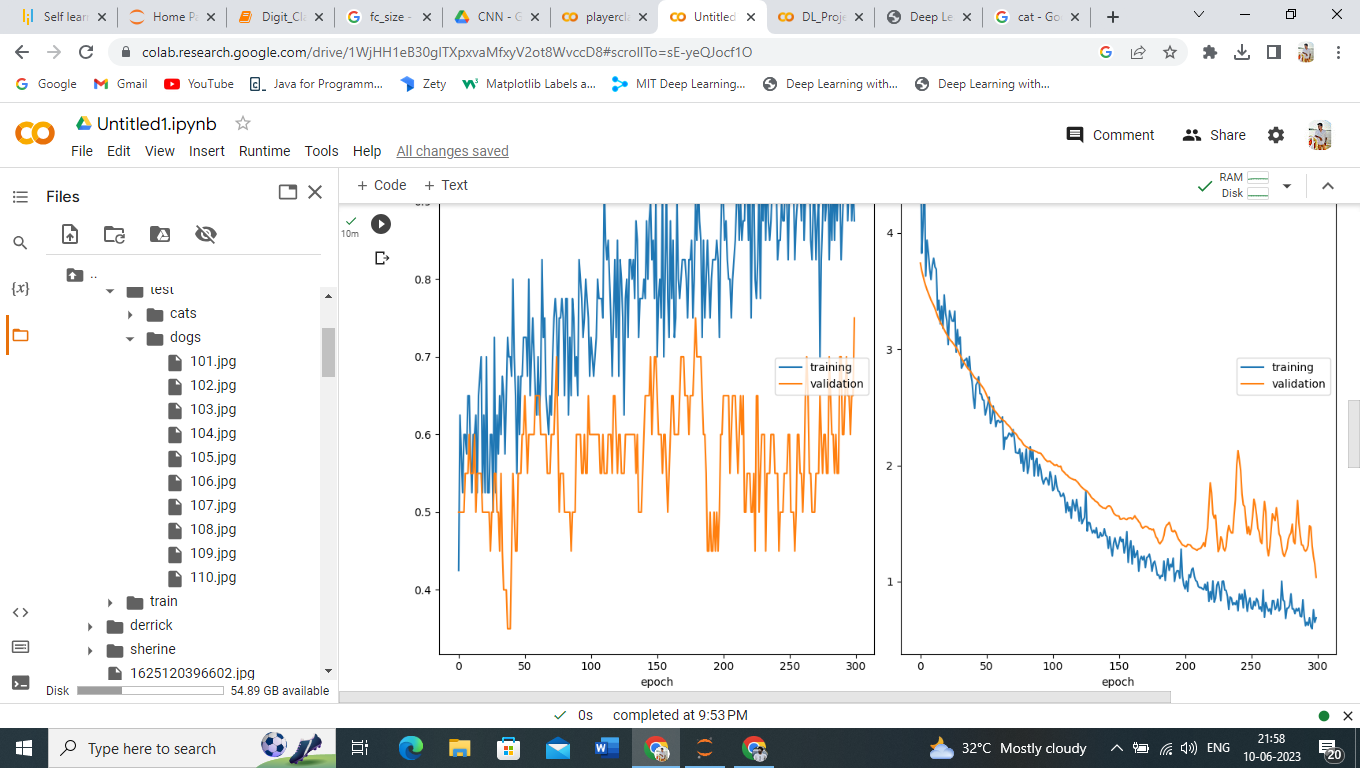 Self learn
Home Pa
Digit_Cla
fc_size -
CNN - G
playercla
Untitled
DL_Proje
Deep Le
cat - Goo
colab.research.google.com/drive/1WjHH1eB30gITXpxvaMfxyV2ot8WvccD8#scrollTo=sE-yeQJocf1O
Google
Gmail
YouTube
Java for Programm...
Zety
Matplotlib Labels a...
MIT Deep Learning...
Deep Learning with...
Deep Learning with...
Untitled1.ipynb
File Edit View Insert Runtime Tools Help All changes saved
Comment
Share
Files
+ Code + Text
RAM
Disk
10m
{x}
..
test
cats
dogs
101.jpg
102.jpg
103.jpg
104.jpg
105.jpg
106.jpg
107.jpg
108.jpg
109.jpg
110.jpg
train
derrick
sherine
1625120396602.jpg
Disk 54.89 GB available
0.8
0.7
0.6
0.5
0.4
0 50 100 150 200 250 300
epoch
training
validation
4
3
2
1
0 50 100 150 200 250 300
epoch
training
validation
0s completed at 9:53 PM
Type here to search
32°C Mostly cloudy
ENG
21:58
10-06-2023
20